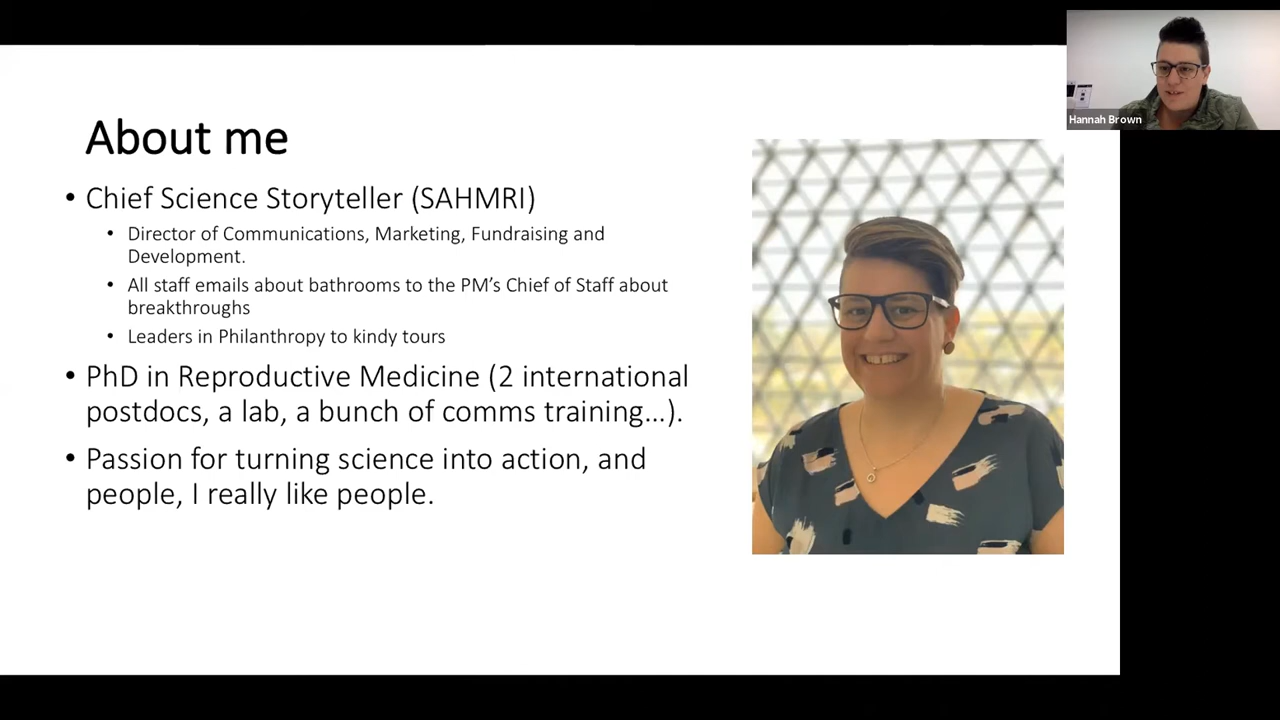 About me
• Chief Science Storyteller (SAHMRI)
• Director of Communications, Marketing, Fundraising and
Development.
• All staff emails about bathrooms to the PM’s Chief of Staff about
breakthroughs
• Leaders in Philanthropy to kindy tours
• PhD in Reproductive Medicine (2 international
postdocs, a lab, a bunch of comms training…).
• Passion for turning science into action, and
people, I really like people.
Hannah Brown